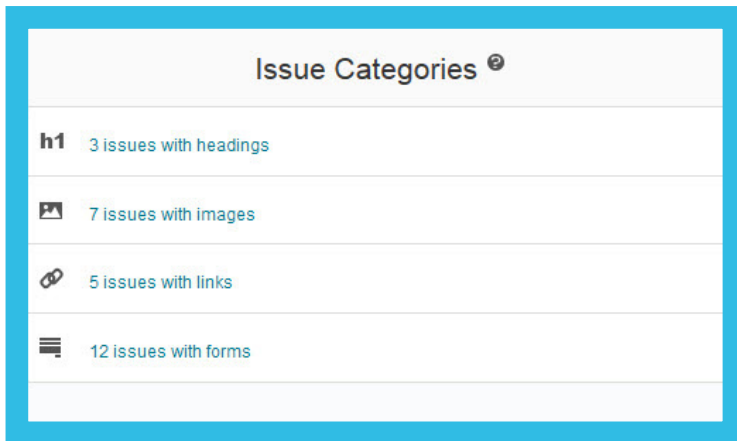 Issue Categories ?
h1 3 issues with headings
7 issues with images
5 issues with links
12 issues with forms